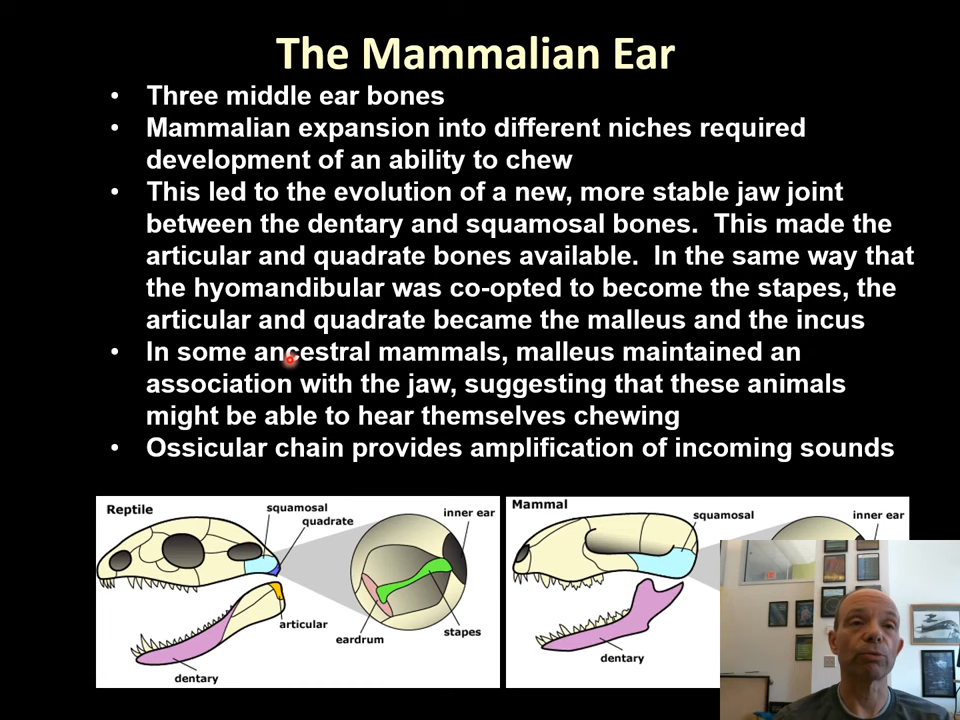 The Mammalian Ear
• Three middle ear bones
• Mammalian expansion into different niches required
development of an ability to chew
• This led to the evolution of a new, more stable jaw joint
between the dentary and squamosal bones.  This made the
articular and quadrate bones available.  In the same way that
the hyomandibular was co-opted to become the stapes, the
articular and quadrate became the malleus and the incus
• In some ancestral mammals, malleus maintained an
association with the jaw, suggesting that these animals
might be able to hear themselves chewing
• Ossicular chain provides amplification of incoming sounds
Reptile
squamosal
quadrate
inner ear
articular
eardrum
stapes
dentary
Mammal
squamosal
inner ear
dentary